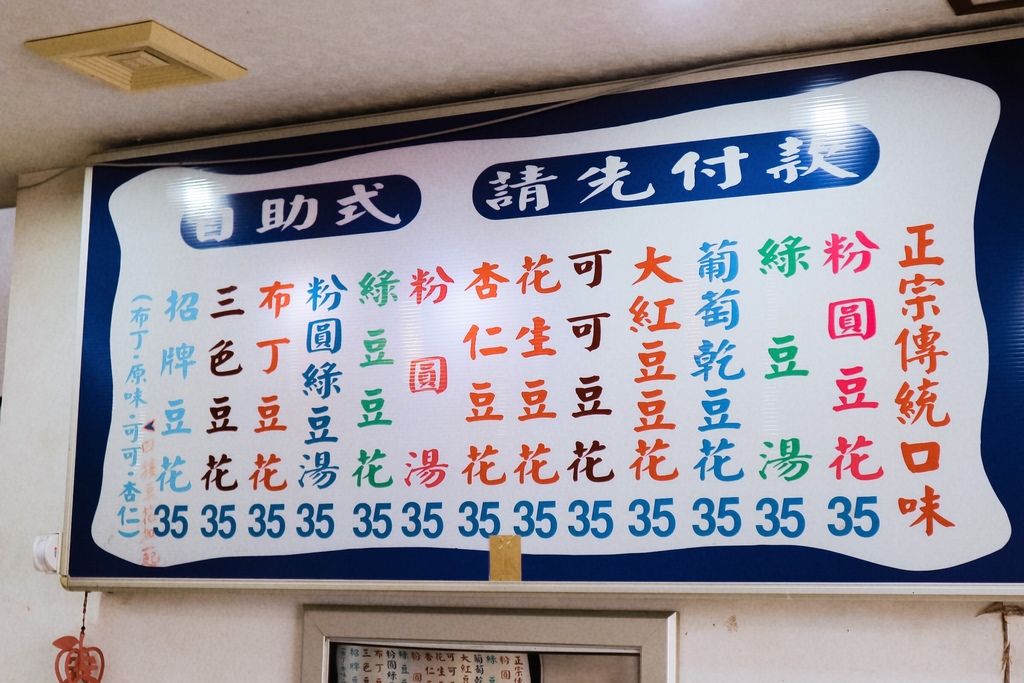 自助式
請先付款
正宗傳統口味
粉圓豆花 35
綠豆湯 35
葡萄乾豆花 35
大紅豆豆花 35
可可豆花 35
花生豆花 35
杏仁豆花 35
粉圓湯 35
綠豆豆花 35
粉圓綠豆湯 35
布丁豆花 35
三色豆花 35
招牌豆花 35
(布丁·原味·可可·杏仁)